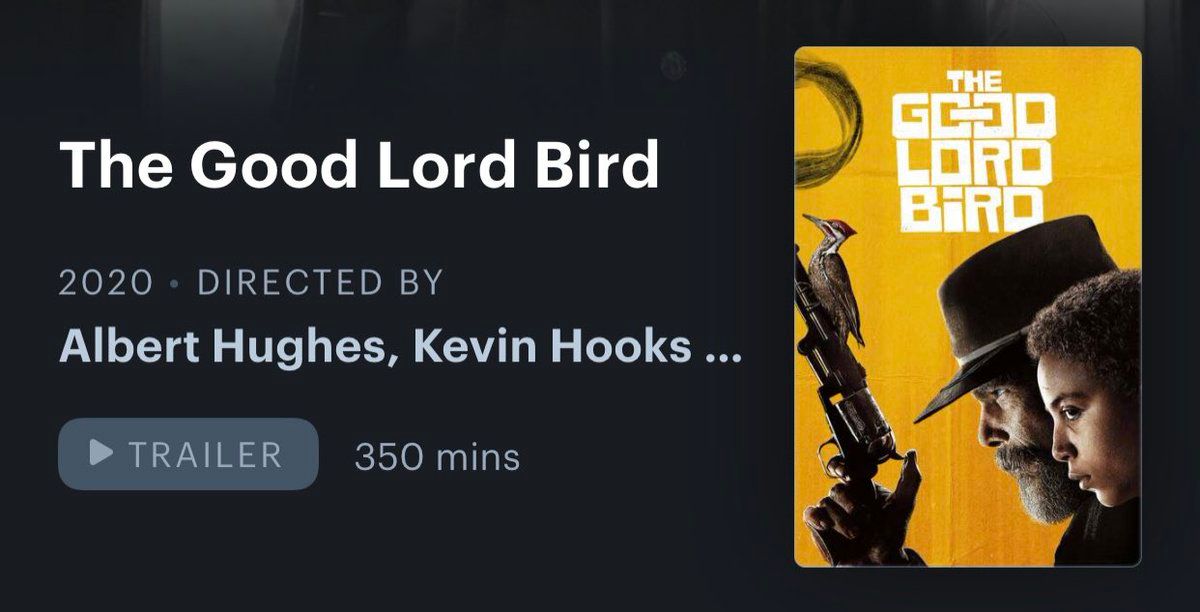 The Good Lord Bird
2020 • DIRECTED BY
Albert Hughes, Kevin Hooks ...
TRAILER 350 mins
THE
GOOD
LORD
BiRD